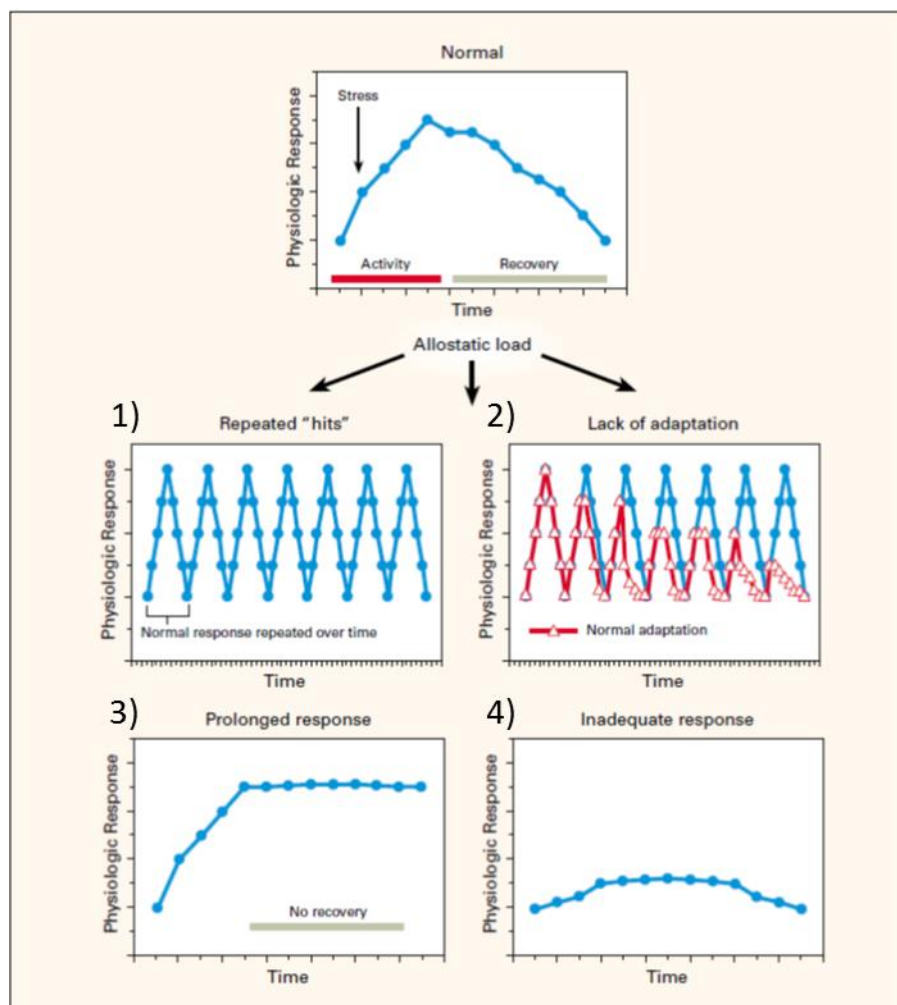 Normal
Stress
Physiologic Response
Activity
Recovery
Time
Allostatic load
1)
Repeated "hits"
Physiologic Response
Normal response repeated over time
Time
2)
Lack of adaptation
Physiologic Response
Normal adaptation
Time
3)
Prolonged response
Physiologic Response
No recovery
Time
4)
Inadequate response
Physiologic Response
Time